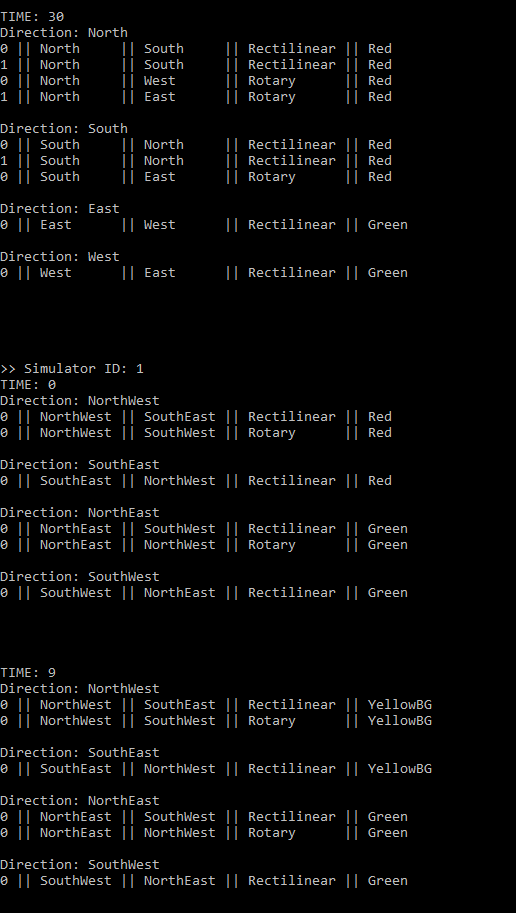 TIME: 30
Direction: North
0 || North     || South     || Rectilinear || Red
1 || North     || South     || Rectilinear || Red
0 || North     || West      || Rotary      || Red
1 || North     || East      || Rotary      || Red
Direction: South
0 || South     || North     || Rectilinear || Red
1 || South     || North     || Rectilinear || Red
0 || South     || East      || Rotary      || Red
Direction: East
0 || East      || West      || Rectilinear || Green
Direction: West
0 || West      || East      || Rectilinear || Green
>> Simulator ID: 1
TIME: 0
Direction: NorthWest
0 || NorthWest || SouthEast || Rectilinear || Red
0 || NorthWest || SouthWest || Rotary      || Red
Direction: SouthEast
0 || SouthEast || NorthWest || Rectilinear || Red
Direction: NorthEast
0 || NorthEast || SouthWest || Rectilinear || Green
0 || NorthEast || NorthWest || Rotary      || Green
Direction: SouthWest
0 || SouthWest || NorthEast || Rectilinear || Green
TIME: 9
Direction: NorthWest
0 || NorthWest || SouthEast || Rectilinear || YellowBG
0 || NorthWest || SouthWest || Rotary      || YellowBG
Direction: SouthEast
0 || SouthEast || NorthWest || Rectilinear || YellowBG
Direction: NorthEast
0 || NorthEast || SouthWest || Rectilinear || Green
0 || NorthEast || NorthWest || Rotary      || Green
Direction: SouthWest
0 || SouthWest || NorthEast || Rectilinear || Green